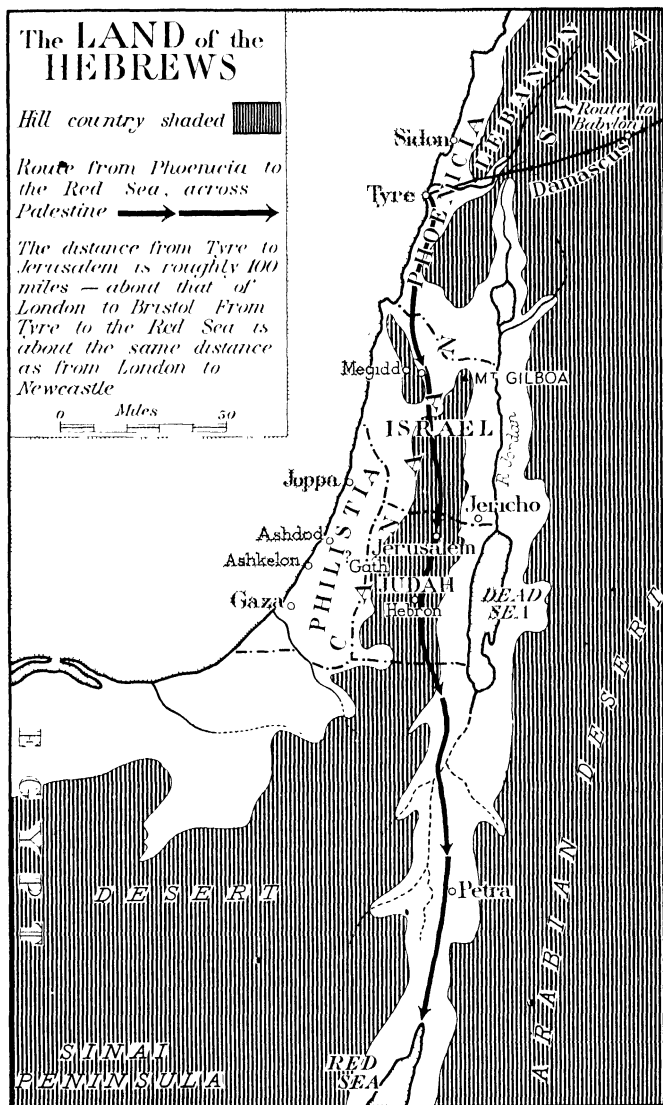 The LAND of the
HEBREWS
Hill country shaded
Route from Phoenicia to
the Red Sea, across
Palestine
The distance from Tyre to
Jerusalem is roughly 100
miles — about that of
London to Bristol From
Tyre to the Red Sea is
about the same distance
as from London to
Newcastle
Miles
0 50
SYRIA
LEBANON
Route to
Babylon
Sidon
PHOENICIA
Damascus
Tyre
Megiddo
MT GILBOA
ISRAEL
CANAAN
R. Jordan
Joppa
Jericho
PHILISTIA
Ashdod
Jerusalem
Ashkelon
?
Gath
JUDAH
DEAD
SEA
Gaza
Hebron
EGYPT
DESERT
Petra
ARABIAN DESERT
SINAI
PENINSULA
RED
SEA